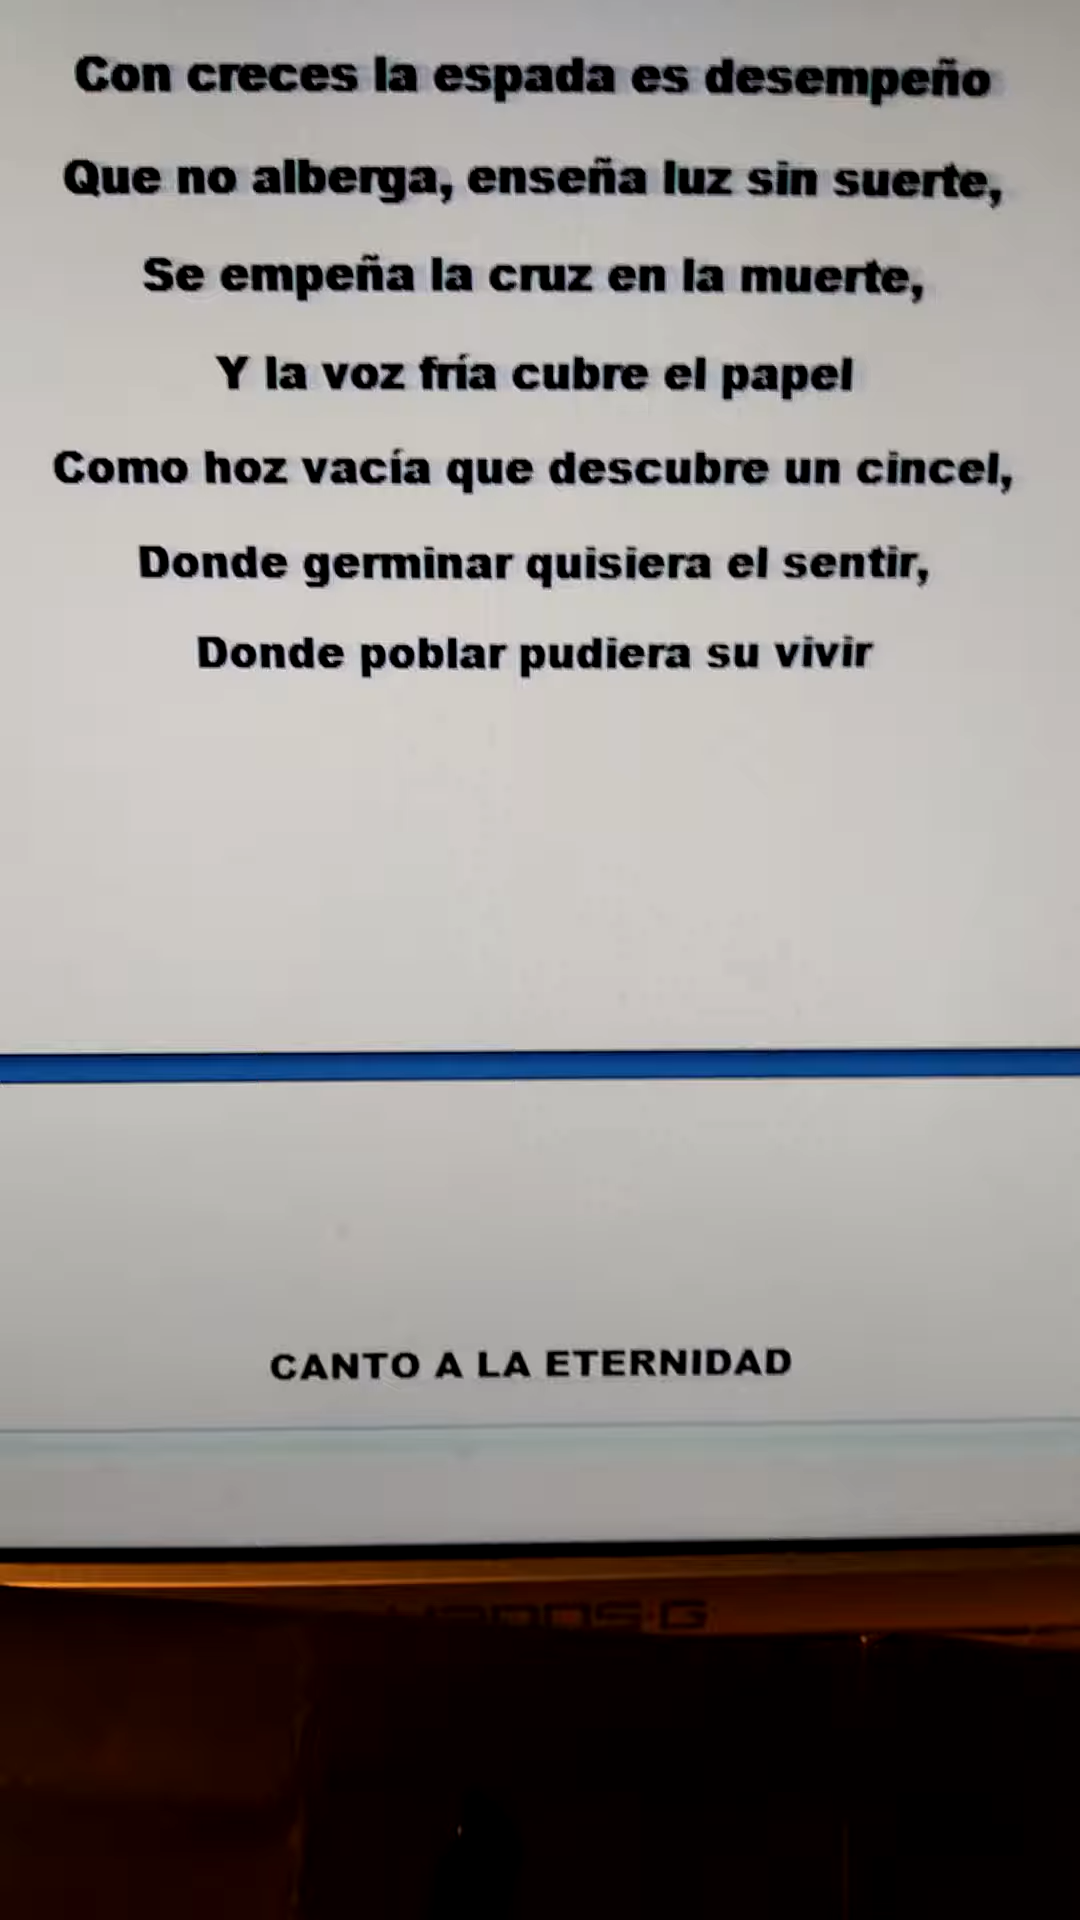 Con creces la espada es desempeño
Que no alberga, enseña luz sin suerte,
Se empeña la cruz en la muerte,
Y la voz fría cubre el papel
Como hoz vacía que descubre un cincel,
Donde germinar quisiera el sentir,
Donde poblar pudiera su vivir
CANTO A LA ETERNIDAD